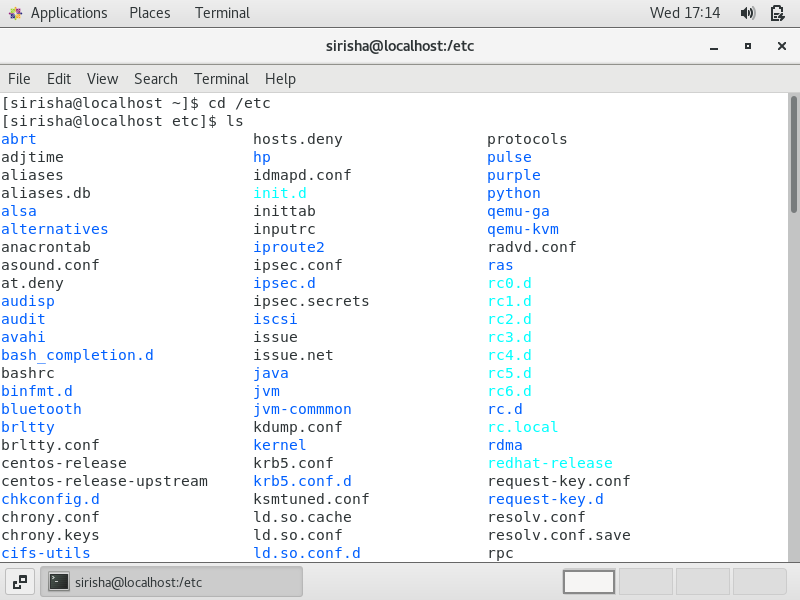 Applications Places Terminal Wed 17:14
sirisha@localhost:/etc
File Edit View Search Terminal Help
[sirisha@localhost ~]$ cd /etc
[sirisha@localhost etc]$ ls
abrt hosts.deny protocols
adjtime hp pulse
aliases idmapd.conf purple
aliases.db init.d python
alsa inittab qemu-ga
alternatives inputrc qemu-kvm
anacrontab iproute2 radvd.conf
asound.conf ipsec.conf ras
at.deny ipsec.d rc0.d
audisp ipsec.secrets rc1.d
audit iscsi rc2.d
avahi issue rc3.d
bash_completion.d issue.net rc4.d
bashrc java rc5.d
binfmt.d jvm rc6.d
bluetooth jvm-commmon rc.d
brltty kdump.conf rc.local
brltty.conf kernel rdma
centos-release krb5.conf redhat-release
centos-release-upstream krb5.conf.d request-key.conf
chkconfig.d ksmtuned.conf request-key.d
chrony.conf ld.so.cache resolv.conf
chrony.keys ld.so.conf resolv.conf.save
cifs-utils ld.so.conf.d rpc
sirisha@localhost:/etc